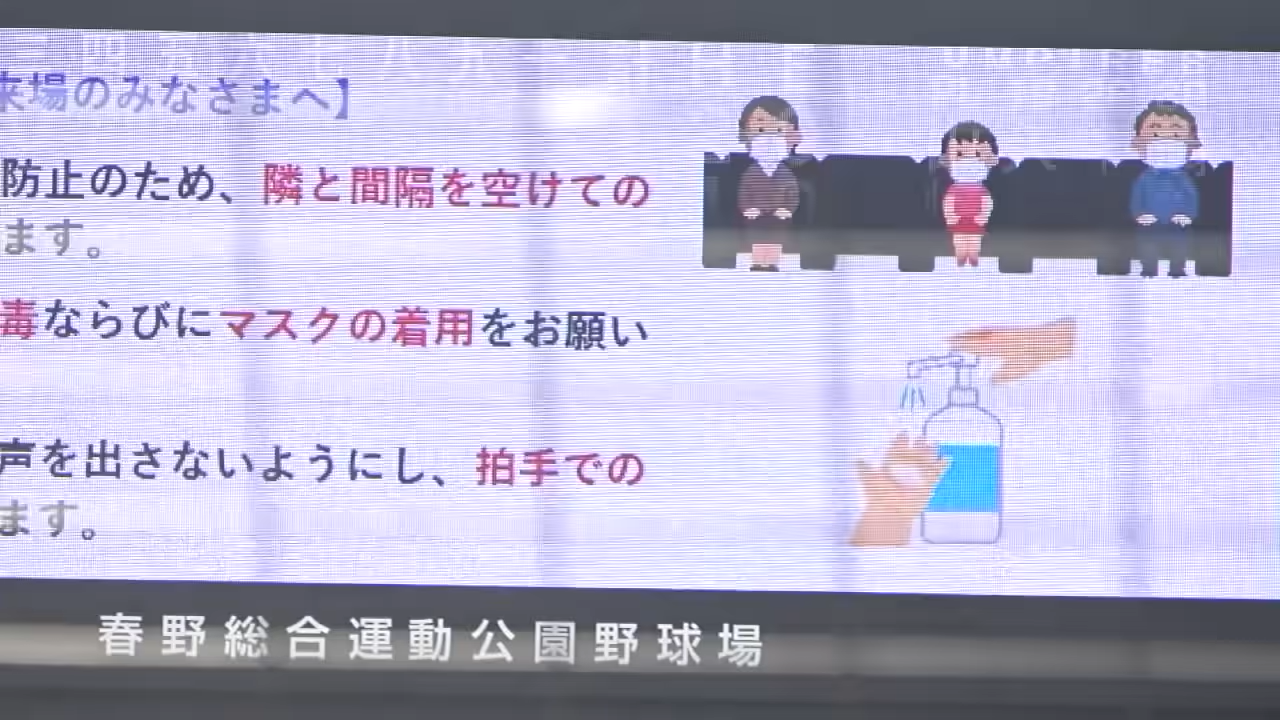 来場のみなさまへ】
防止のため、隣と間隔を空けての
ます。
毒ならびにマスクの着用をお願い
声を出さないようにし、拍手での
ます。
春野総合運動公園野球場